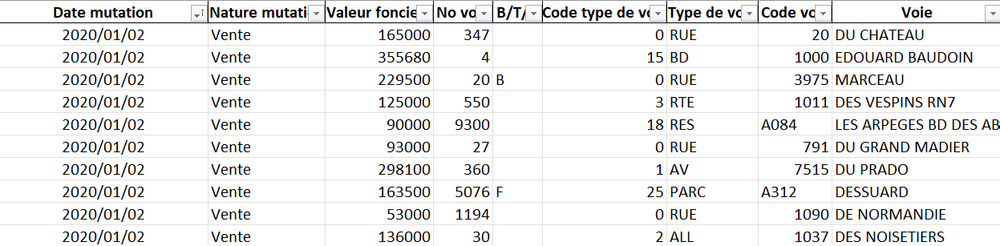 Date mutation Nature mutati Valeur foncie No vo B/T/ Code type de vo Type de vo Code vo Voie
2020/01/02 Vente 165000 347 0 RUE 20 DU CHATEAU
2020/01/02 Vente 355680 4 15 BD 1000 EDOUARD BAUDOIN
2020/01/02 Vente 229500 20 B 0 RUE 3975 MARCEAU
2020/01/02 Vente 125000 550 3 RTE 1011 DES VESPINS RN7
2020/01/02 Vente 90000 9300 18 RES A084 LES ARPEGES BD DES AB
2020/01/02 Vente 93000 27 0 RUE 791 DU GRAND MADIER
2020/01/02 Vente 298100 360 1 AV 7515 DU PRADO
2020/01/02 Vente 163500 5076 F 25 PARC A312 DESSUARD
2020/01/02 Vente 53000 1194 0 RUE 1090 DE NORMANDIE
2020/01/02 Vente 136000 30 2 ALL 1037 DES NOISETIERS